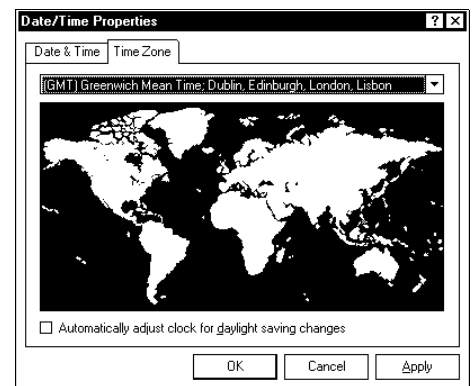 Date/Time Properties
Date & Time Time Zone
(GMT) Greenwich Mean Time; Dublin, Edinburgh, London, Lisbon
Automatically adjust clock for daylight saving changes
OK Cancel Apply